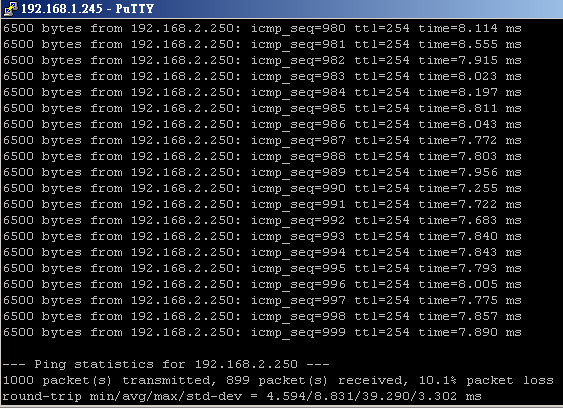 192.168.1.245 - PuTTY
6500 bytes from 192.168.2.250: icmp_seq=980 ttl=254 time=8.114 ms
6500 bytes from 192.168.2.250: icmp_seq=981 ttl=254 time=8.555 ms
6500 bytes from 192.168.2.250: icmp_seq=982 ttl=254 time=7.915 ms
6500 bytes from 192.168.2.250: icmp_seq=983 ttl=254 time=8.023 ms
6500 bytes from 192.168.2.250: icmp_seq=984 ttl=254 time=8.197 ms
6500 bytes from 192.168.2.250: icmp_seq=985 ttl=254 time=8.811 ms
6500 bytes from 192.168.2.250: icmp_seq=986 ttl=254 time=8.043 ms
6500 bytes from 192.168.2.250: icmp_seq=987 ttl=254 time=7.772 ms
6500 bytes from 192.168.2.250: icmp_seq=988 ttl=254 time=7.803 ms
6500 bytes from 192.168.2.250: icmp_seq=989 ttl=254 time=7.956 ms
6500 bytes from 192.168.2.250: icmp_seq=990 ttl=254 time=7.255 ms
6500 bytes from 192.168.2.250: icmp_seq=991 ttl=254 time=7.722 ms
6500 bytes from 192.168.2.250: icmp_seq=992 ttl=254 time=7.683 ms
6500 bytes from 192.168.2.250: icmp_seq=993 ttl=254 time=7.840 ms
6500 bytes from 192.168.2.250: icmp_seq=994 ttl=254 time=7.843 ms
6500 bytes from 192.168.2.250: icmp_seq=995 ttl=254 time=7.793 ms
6500 bytes from 192.168.2.250: icmp_seq=996 ttl=254 time=8.005 ms
6500 bytes from 192.168.2.250: icmp_seq=997 ttl=254 time=7.775 ms
6500 bytes from 192.168.2.250: icmp_seq=998 ttl=254 time=7.857 ms
6500 bytes from 192.168.2.250: icmp_seq=999 ttl=254 time=7.890 ms
--- Ping statistics for 192.168.2.250 ---
1000 packet(s) transmitted, 899 packet(s) received, 10.1% packet loss
round-trip min/avg/max/std-dev = 4.594/8.831/39.290/3.302 ms